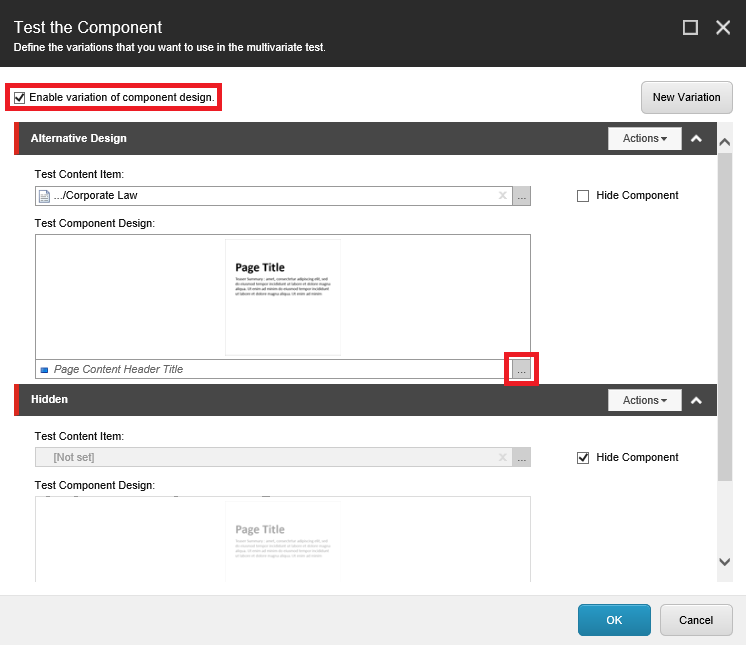 Test the Component
Define the variations that you want to use in the multivariate test.
Enable variation of component design.
New Variation
Alternative Design
Actions
Test Content Item:
.../Corporate Law
x
...
Hide Component
Test Component Design:
Page Title
Page Content Header Title
...
Hidden
Actions
Test Content Item:
[Not set]
x
...
Hide Component
Test Component Design:
Page Title
OK
Cancel